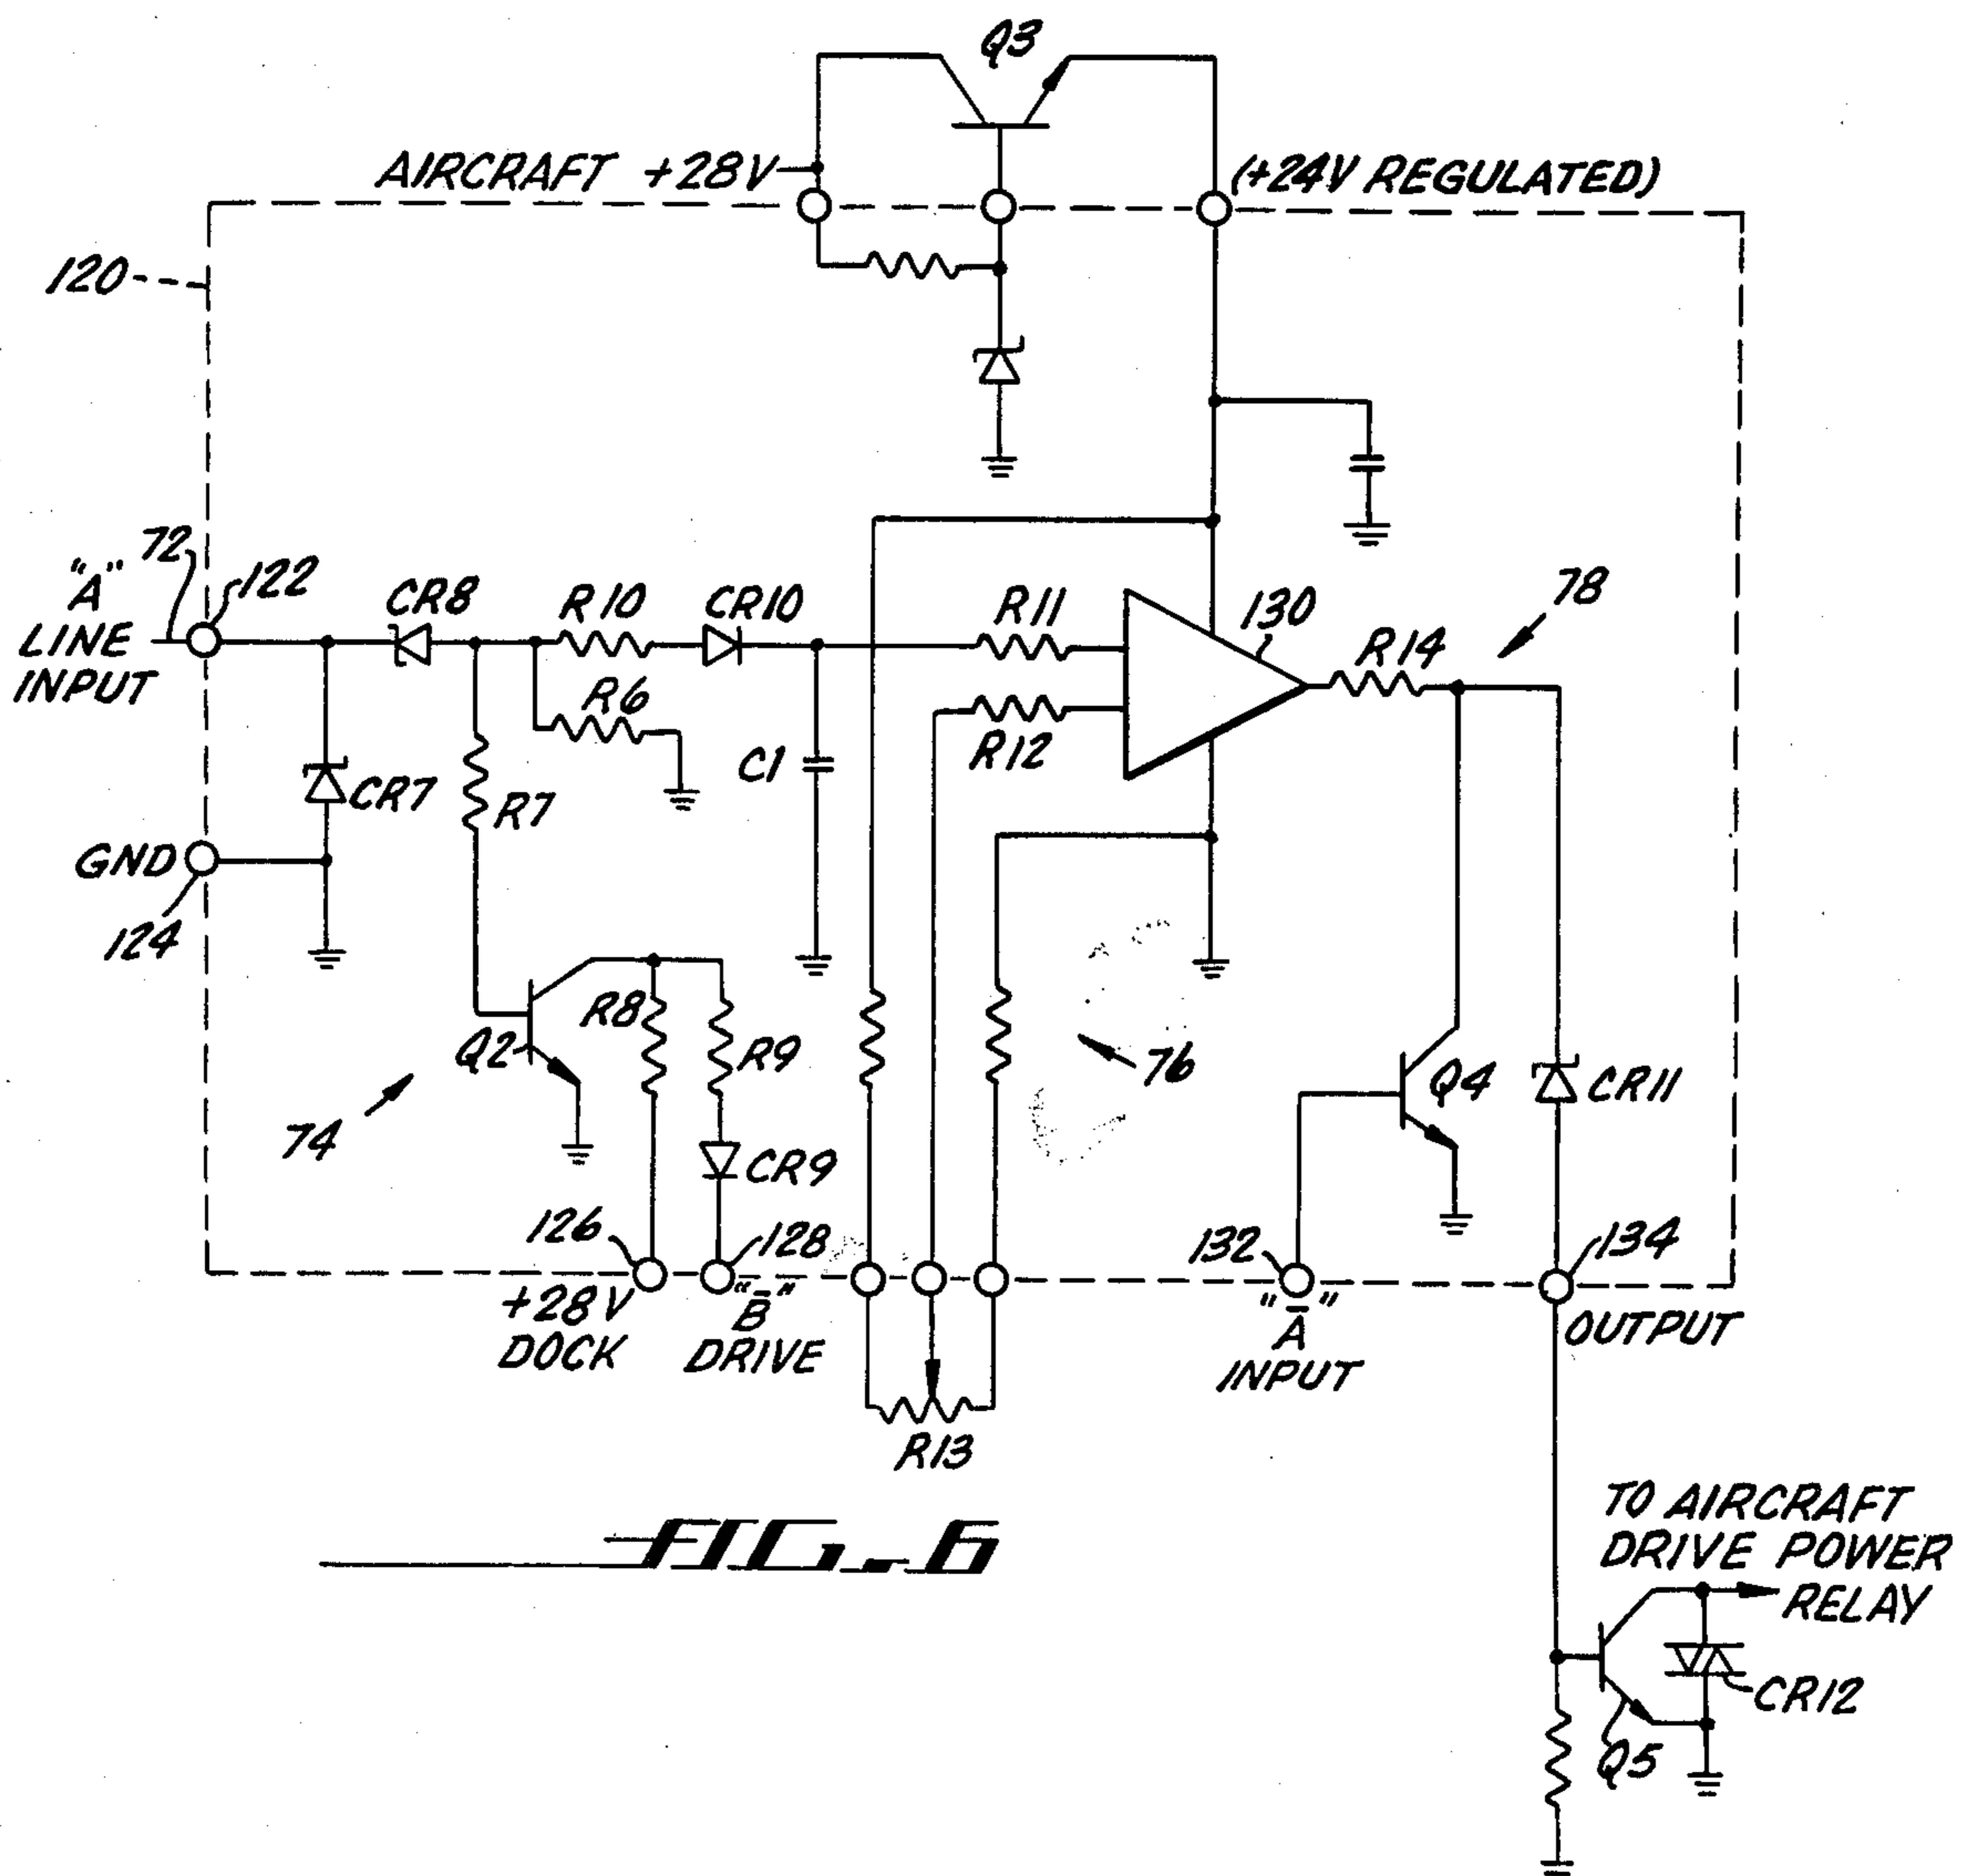 Q3
AIRCRAFT +28V
(+24V REGULATED)
120
72
"A"
LINE
INPUT
122
CR8
R10
CR10
R11
130
78
R14
R6
R12
C1
CR7
R7
GND
124
Q2
R8
R9
76
Q4
CR11
74
CR9
126
128
132
134
+28V
DOCK
"B̅"
DRIVE
"A̅"
INPUT
OUTPUT
R13
FIG. 6
TO AIRCRAFT
DRIVE POWER
RELAY
CR12
Q5